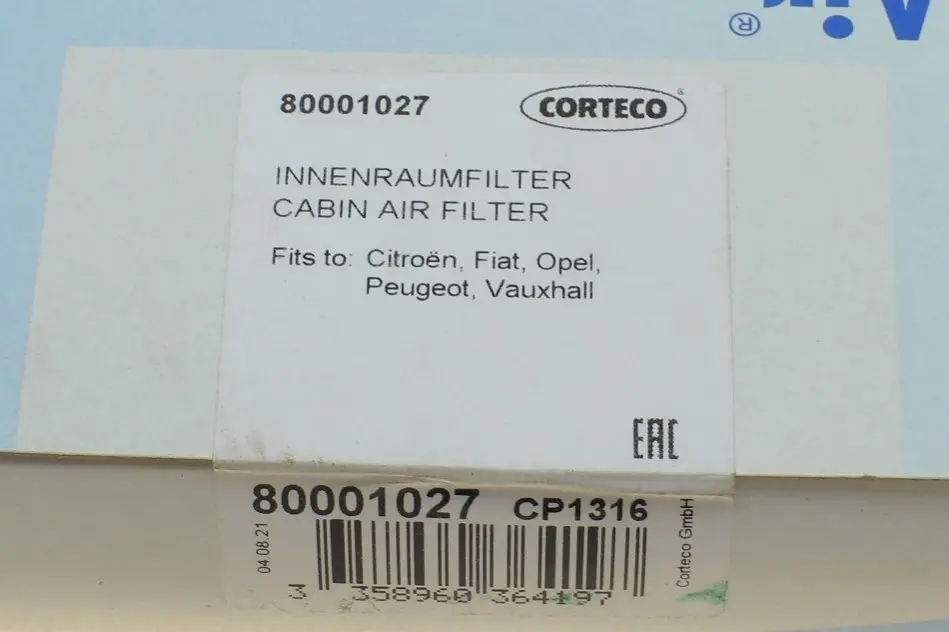 Air®
80001027 CORTECO®
INNENRAUMFILTER
CABIN AIR FILTER
Fits to: Citroën, Fiat, Opel,
Peugeot, Vauxhall
EAC
80001027 CP1316
04.08.21
Corteco GmbH
3 358960 364197